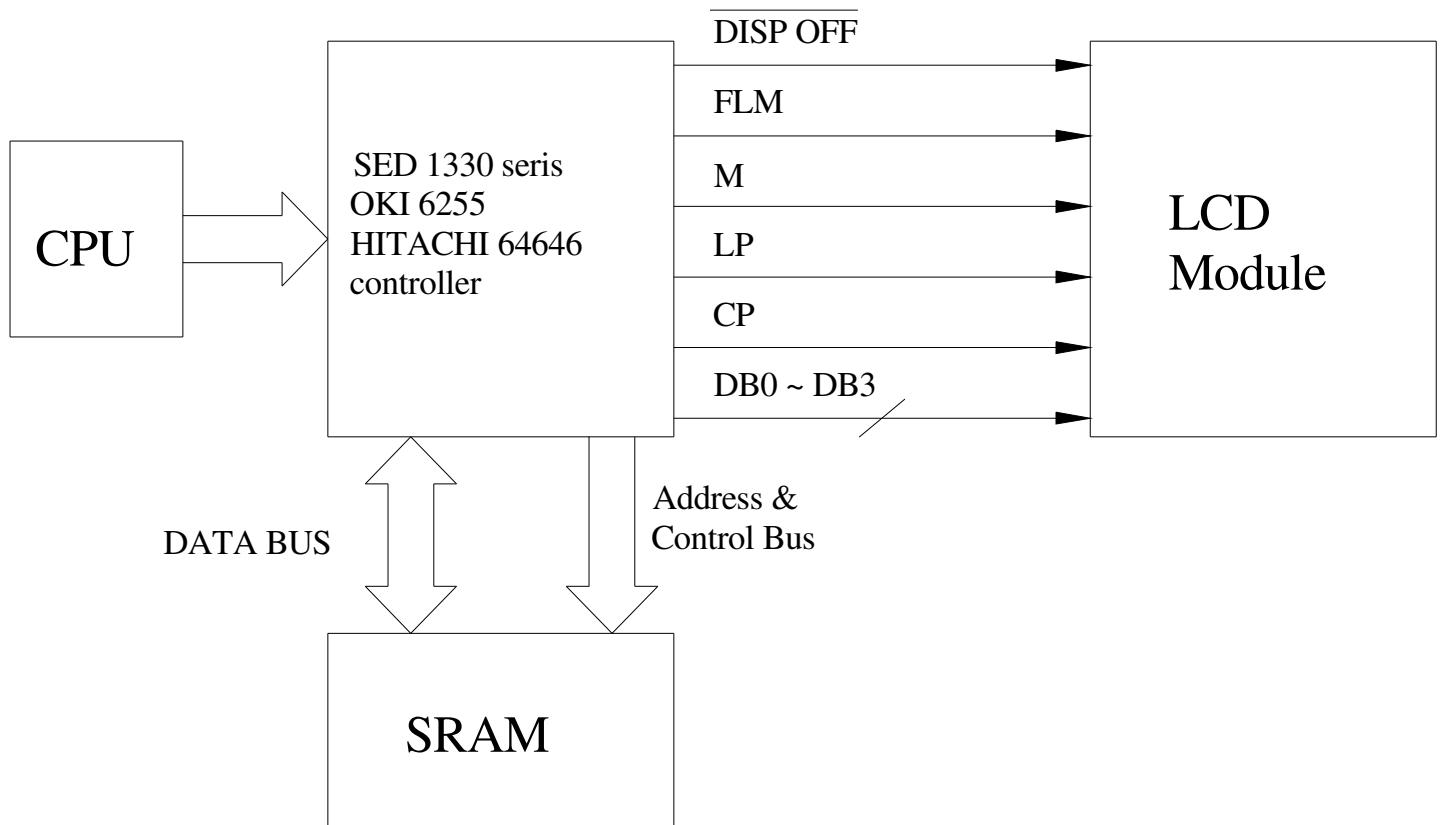 DISP OFF
FLM
M
LP
CP
DB0 ~ DB3
CPU
SED 1330 seris
OKI 6255
HITACHI 64646
controller
LCD
Module
DATA BUS
Address &
Control Bus
SRAM